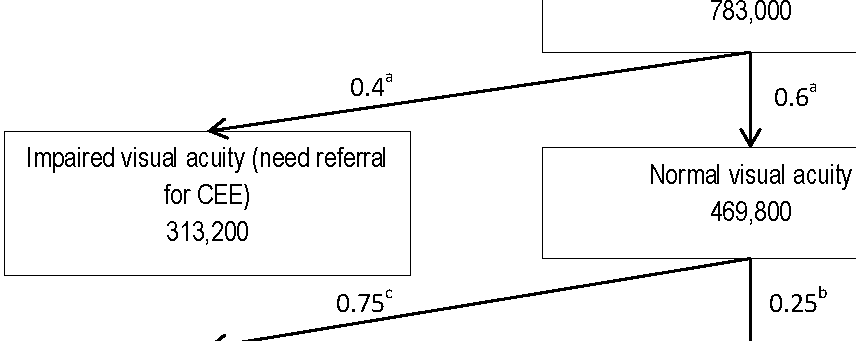 783,000
0.4ᵃ
0.6ᵃ
Impaired visual acuity (need referral
for CEE)
313,200
Normal visual acuity
469,800
0.75ᶜ
0.25ᵇ